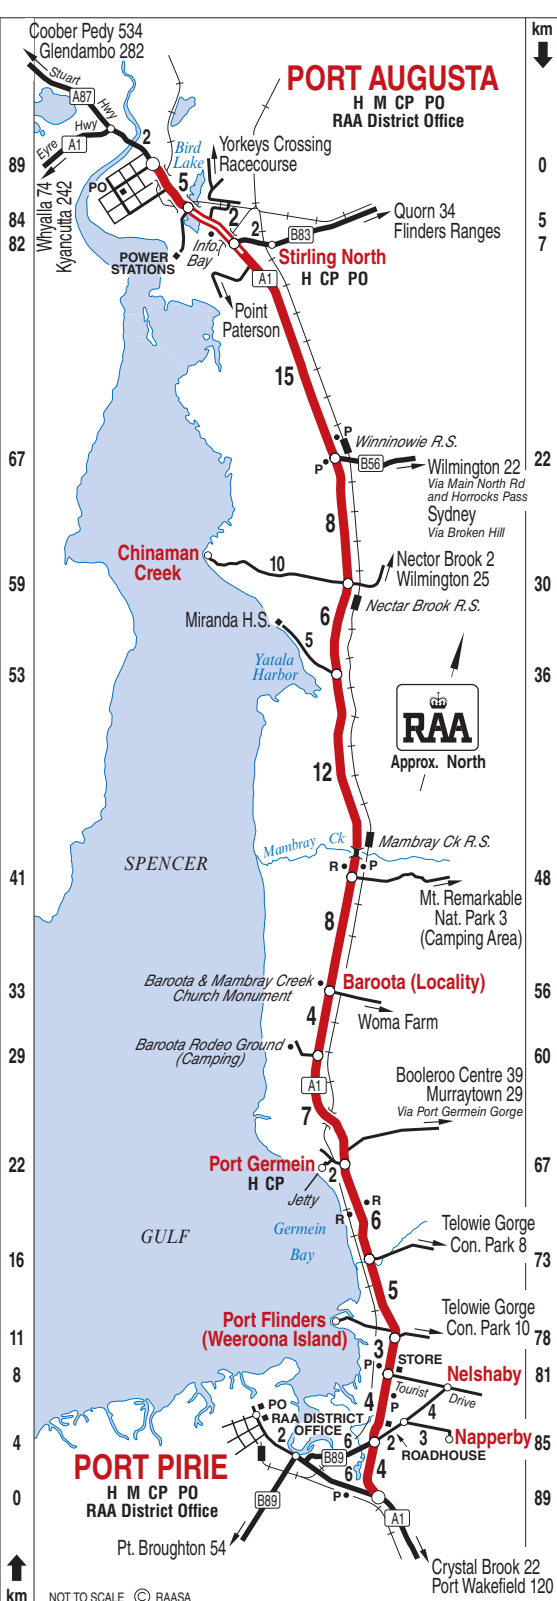 Coober Pedy 534
Glendambo 282
km
Stuart
Hwy
A87
PORT AUGUSTA
H M CP PO
RAA District Office
Eyre
Hwy
A1
2
Bird
Lake
Yorkeys Crossing
Racecourse
89
0
Whyalla 74
Kyancutta 242
PO
5
84
5
82
7
2
2
B83
Quorn 34
Flinders Ranges
POWER
STATIONS
Info
Bay
Stirling North
H CP PO
A1
Point
Paterson
15
P
Winninowie R.S.
67
P
B56
22
Wilmington 22
Via Main North Rd
and Horrocks Pass
Sydney
Via Broken Hill
8
Chinaman
Creek
10
Nector Brook 2
Wilmington 25
59
30
6
Nectar Brook R.S.
Miranda H.S.
5
Yatala
Harbor
53
36
RAA
Approx. North
12
Mambray Ck
Mambray Ck R.S.
SPENCER
R
P
41
48
Mt. Remarkable
Nat. Park 3
(Camping Area)
8
Baroota & Mambray Creek
Church Monument
Baroota (Locality)
33
56
4
Woma Farm
Baroota Rodeo Ground
(Camping)
29
60
A1
Booleroo Centre 39
Murraytown 29
Via Port Germein Gorge
7
Port Germein
H CP
22
67
2
Jetty
R
R
6
Germein
Bay
GULF
Telowie Gorge
Con. Park 8
16
73
5
Port Flinders
(Weeroona Island)
Telowie Gorge
Con. Park 10
11
78
3
STORE
P
8
Nelshaby
81
Tourist
Drive
P
4
4
PO
RAA DISTRICT
OFFICE
2
6
2
3
Napperby
4
85
ROADHOUSE
B89
6
PORT PIRIE
H M CP PO
RAA District Office
4
B89
P
0
89
A1
Pt. Broughton 54
Crystal Brook 22
Port Wakefield 120
km
NOT TO SCALE © RAASA